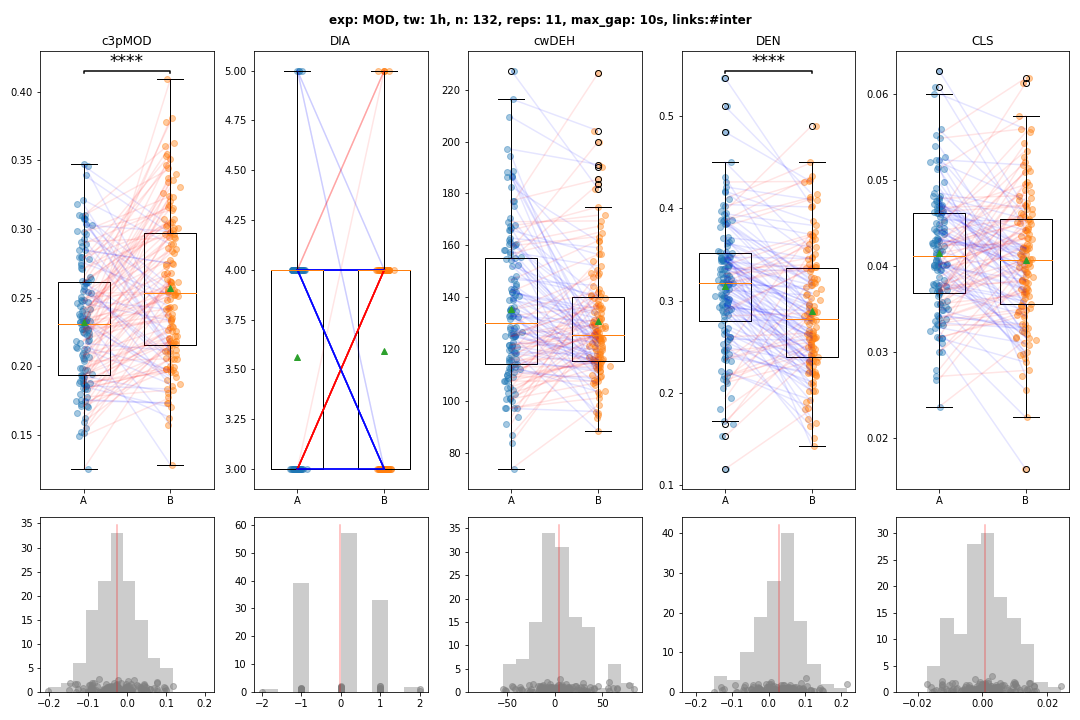 exp: MOD, tw: 1h, n: 132, reps: 11, max_gap: 10s, links:#inter
c3pMOD DIA cwDEH DEN CLS
**** ****
0.40 0.35 0.30 0.25 0.20 0.15
A B
5.00 4.75 4.50 4.25 4.00 3.75 3.50 3.25 3.00
A B
220 200 180 160 140 120 100 80
A B
0.5 0.4 0.3 0.2 0.1
A B
0.06 0.05 0.04 0.03 0.02
A B
35 30 25 20 15 10 5 0
−0.2 −0.1 0.0 0.1 0.2
60 50 40 30 20 10 0
−2 −1 0 1 2
35 30 25 20 15 10 5 0
−50 0 50
40 30 20 10 0
−0.2 −0.1 0.0 0.1 0.2
30 25 20 15 10 5 0
−0.02 0.00 0.02